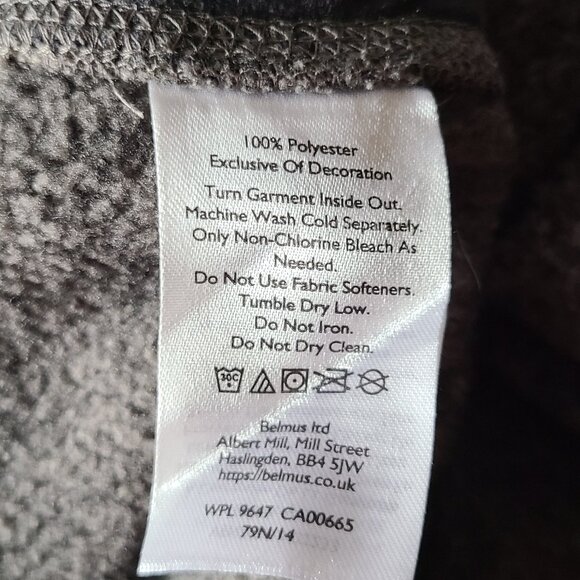 100% Polyester
Exclusive Of Decoration
Turn Garment Inside Out.
Machine Wash Cold Separately.
Only Non-Chlorine Bleach As
Needed.
Do Not Use Fabric Softeners.
Tumble Dry Low.
Do Not Iron.
Do Not Dry Clean.
30C
Belmus ltd
Albert Mill, Mill Street
Haslingden, BB4 5JW
https://belmus.co.uk
WPL 9647 CA00665
79N/14